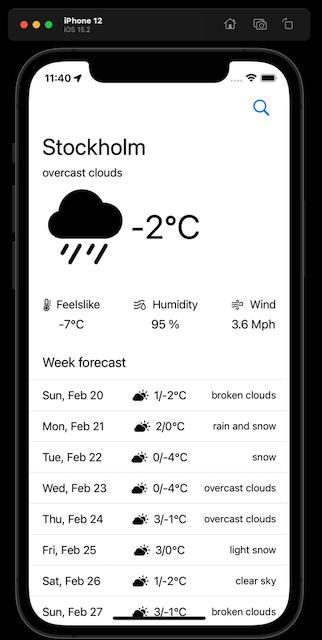 iPhone 12
iOS 15.2
11:40
Stockholm
overcast clouds
-2°C
Feelslike Humidity Wind
-7°C 95 % 3.6 Mph
Week forecast
Sun, Feb 20 1/-2°C broken clouds
Mon, Feb 21 2/0°C rain and snow
Tue, Feb 22 0/-4°C snow
Wed, Feb 23 0/-4°C overcast clouds
Thu, Feb 24 3/-1°C overcast clouds
Fri, Feb 25 3/0°C light snow
Sat, Feb 26 1/-2°C clear sky
Sun, Feb 27 3/-1°C broken clouds